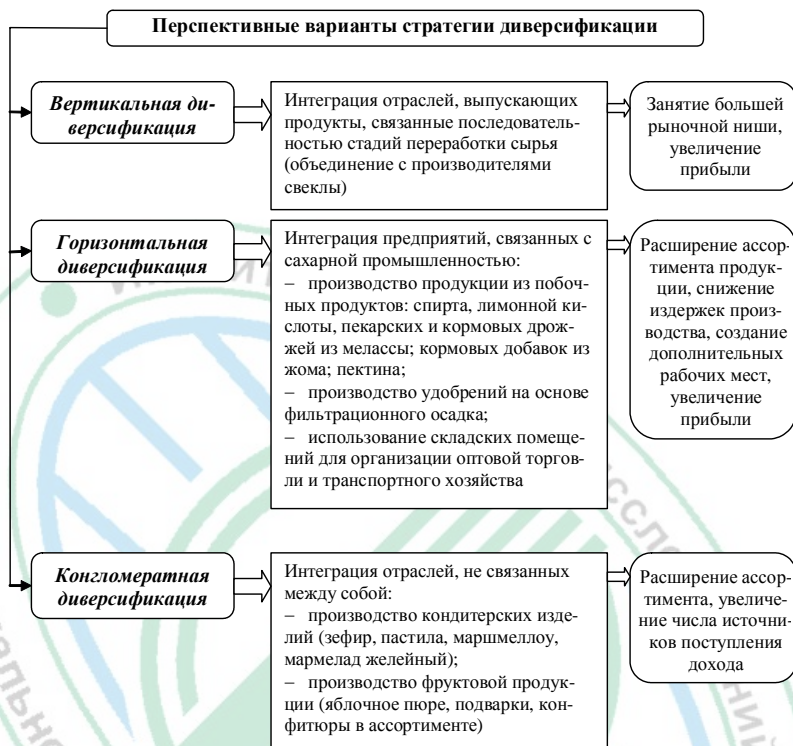 Перспективные варианты стратегии диверсификации
Вертикальная ди-
версификация
Интеграция отраслей, выпускающих
продукты, связанные последователь-
ностью стадий переработки сырья
(объединение с производителями
свеклы)
Занятие большей
рыночной ниши,
увеличение
прибыли
Горизонтальная
диверсификация
Интеграция предприятий, связанных с
сахарной промышленностью:
– производство продукции из побоч-
ных продуктов: спирта, лимонной ки-
слоты, пекарских и кормовых дрож-
жей из мелассы; кормовых добавок из
жома; пектина;
– производство удобрений на основе
фильтрационного осадка;
– использование складских помеще-
ний для организации оптовой торгов-
ли и транспортного хозяйства
Расширение ассор-
тимента продук-
ции, снижение
издержек произ-
водства, создание
дополнительных
рабочих мест,
увеличение
прибыли
Конгломератная
диверсификация
Интеграция отраслей, не связанных
между собой:
– производство кондитерских изде-
лий (зефир, пастила, маршмеллоу,
мармелад желейный);
– производство фруктовой продук-
ции (яблочное пюре, подварки, кон-
фитюры в ассортименте)
Расширение ассор-
тимента, увеличе-
ние числа источни-
ков поступления
дохода